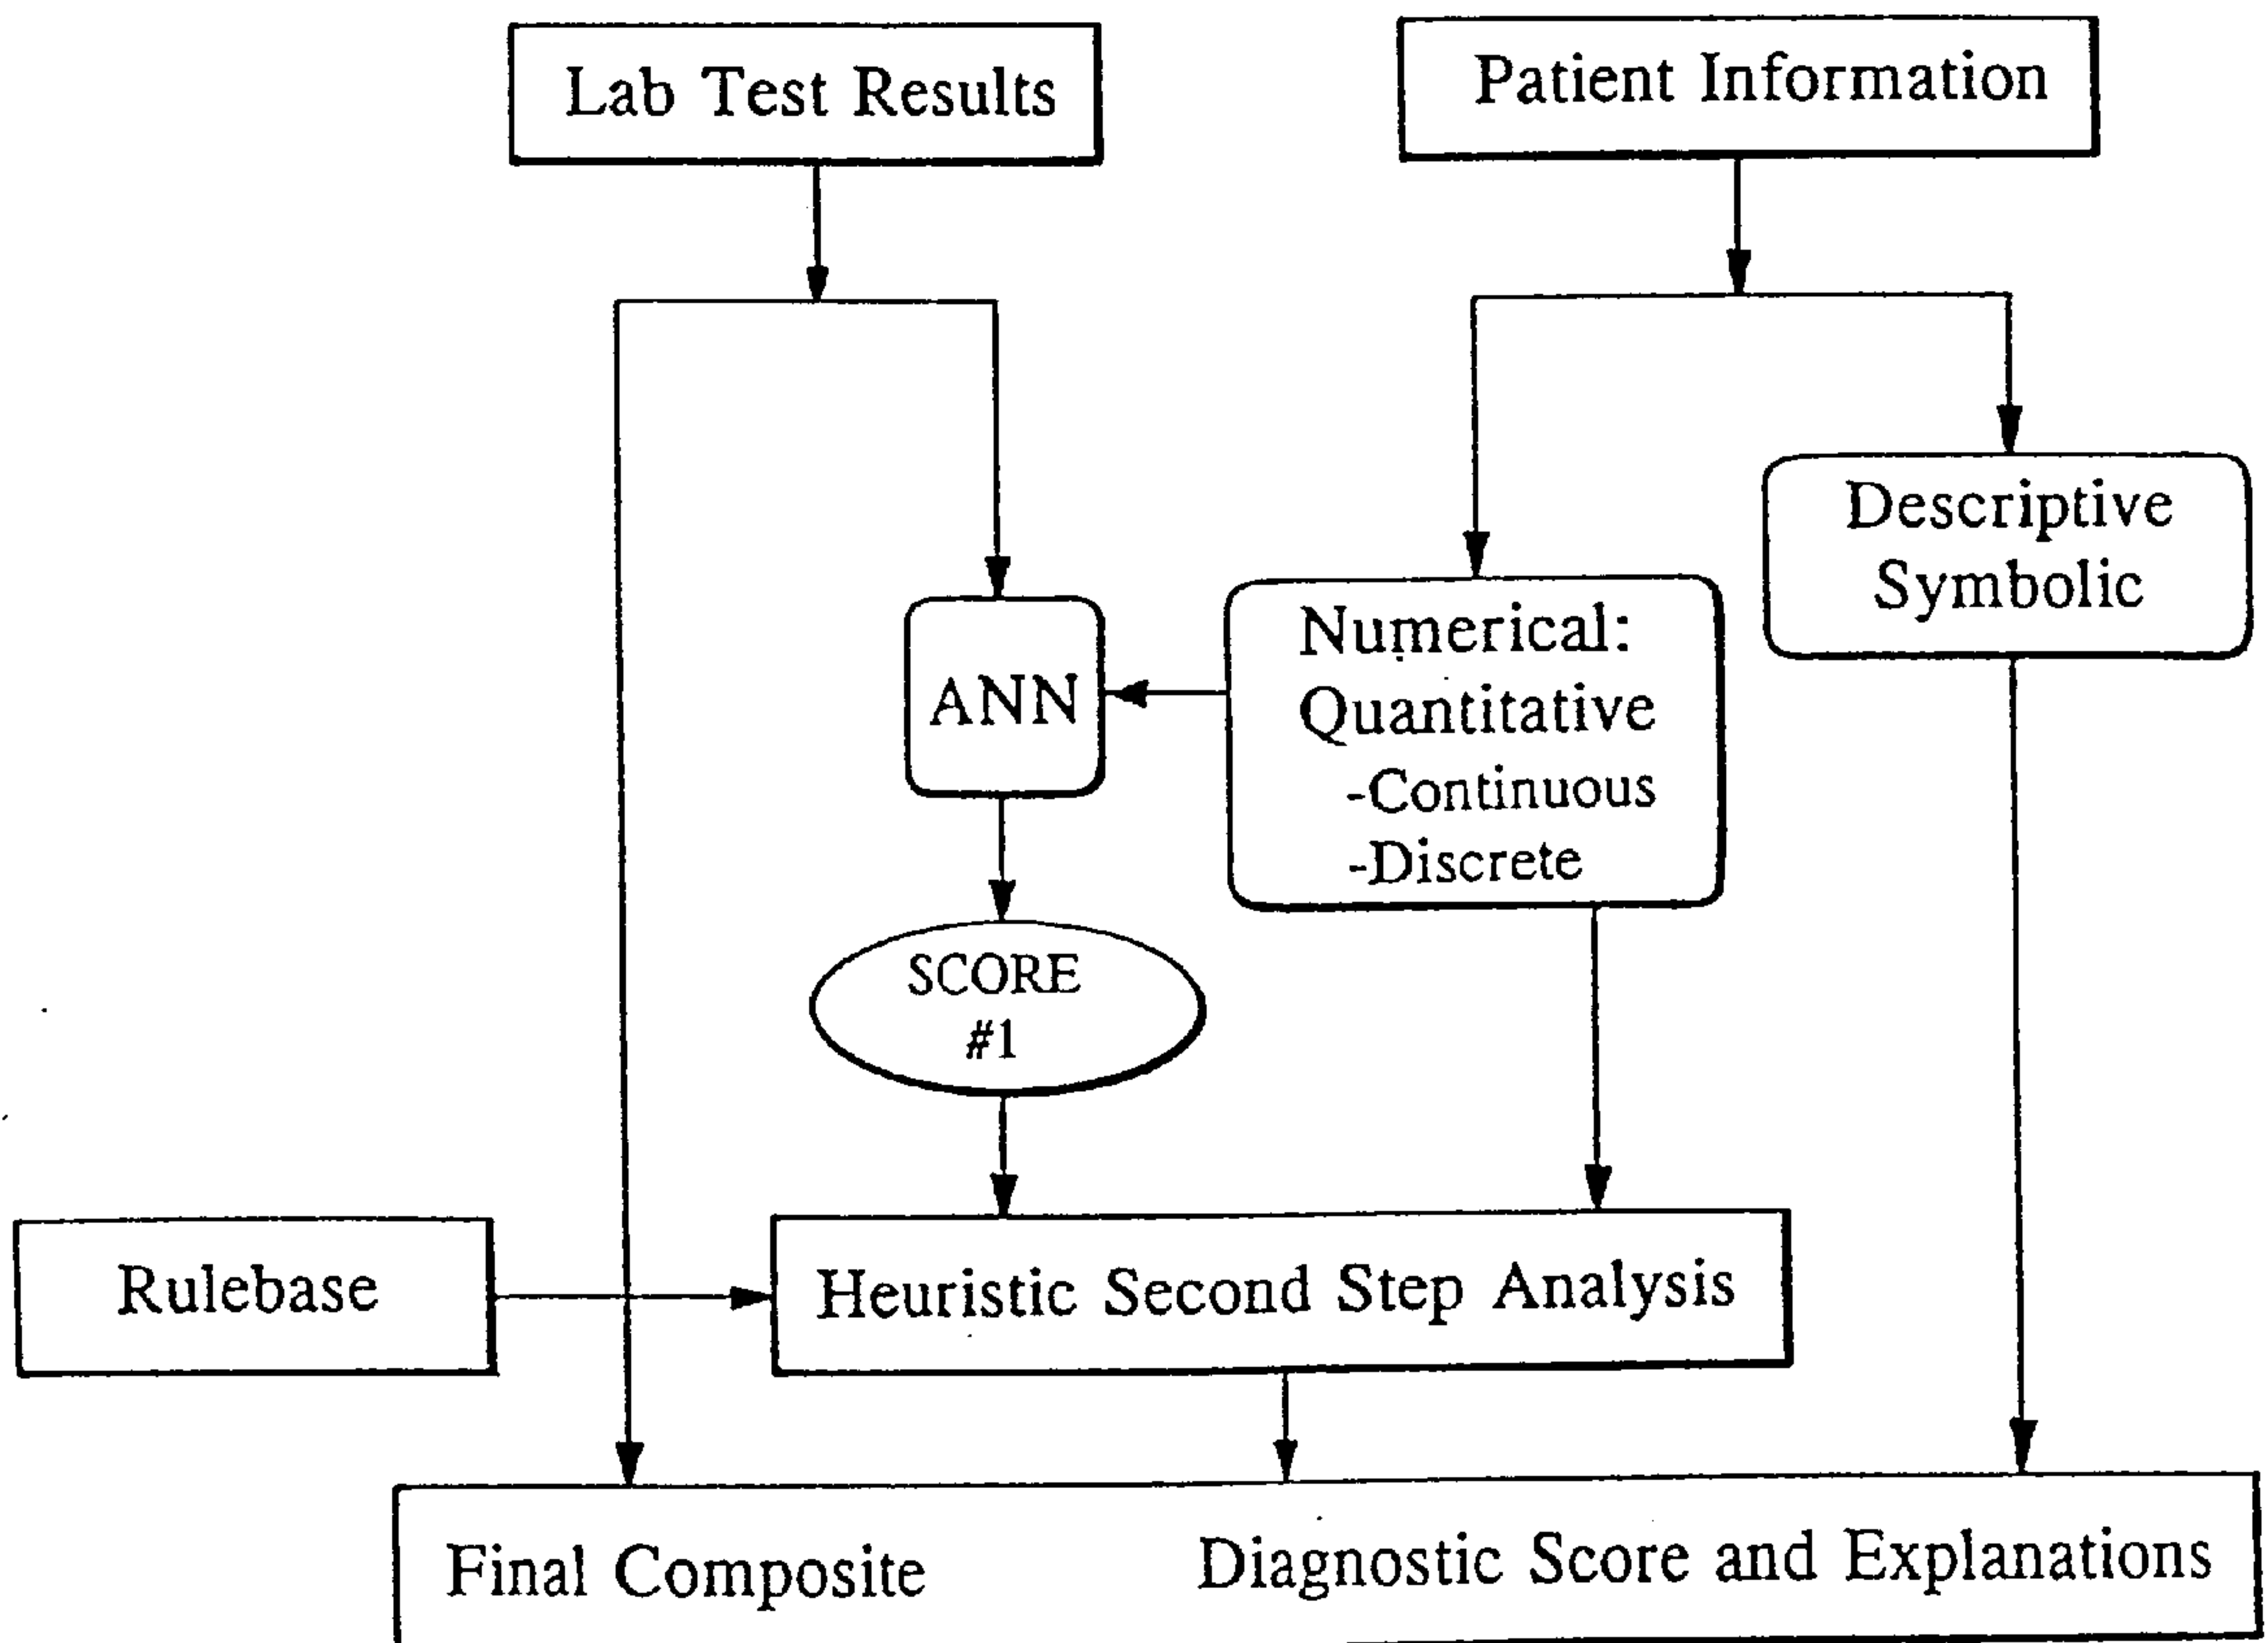 Lab Test Results
Patient Information
Descriptive
Symbolic
Numerical:
Quantitative
-Continuous
-Discrete
ANN
SCORE
#1
Rulebase
Heuristic Second Step Analysis
Final Composite
Diagnostic Score and Explanations